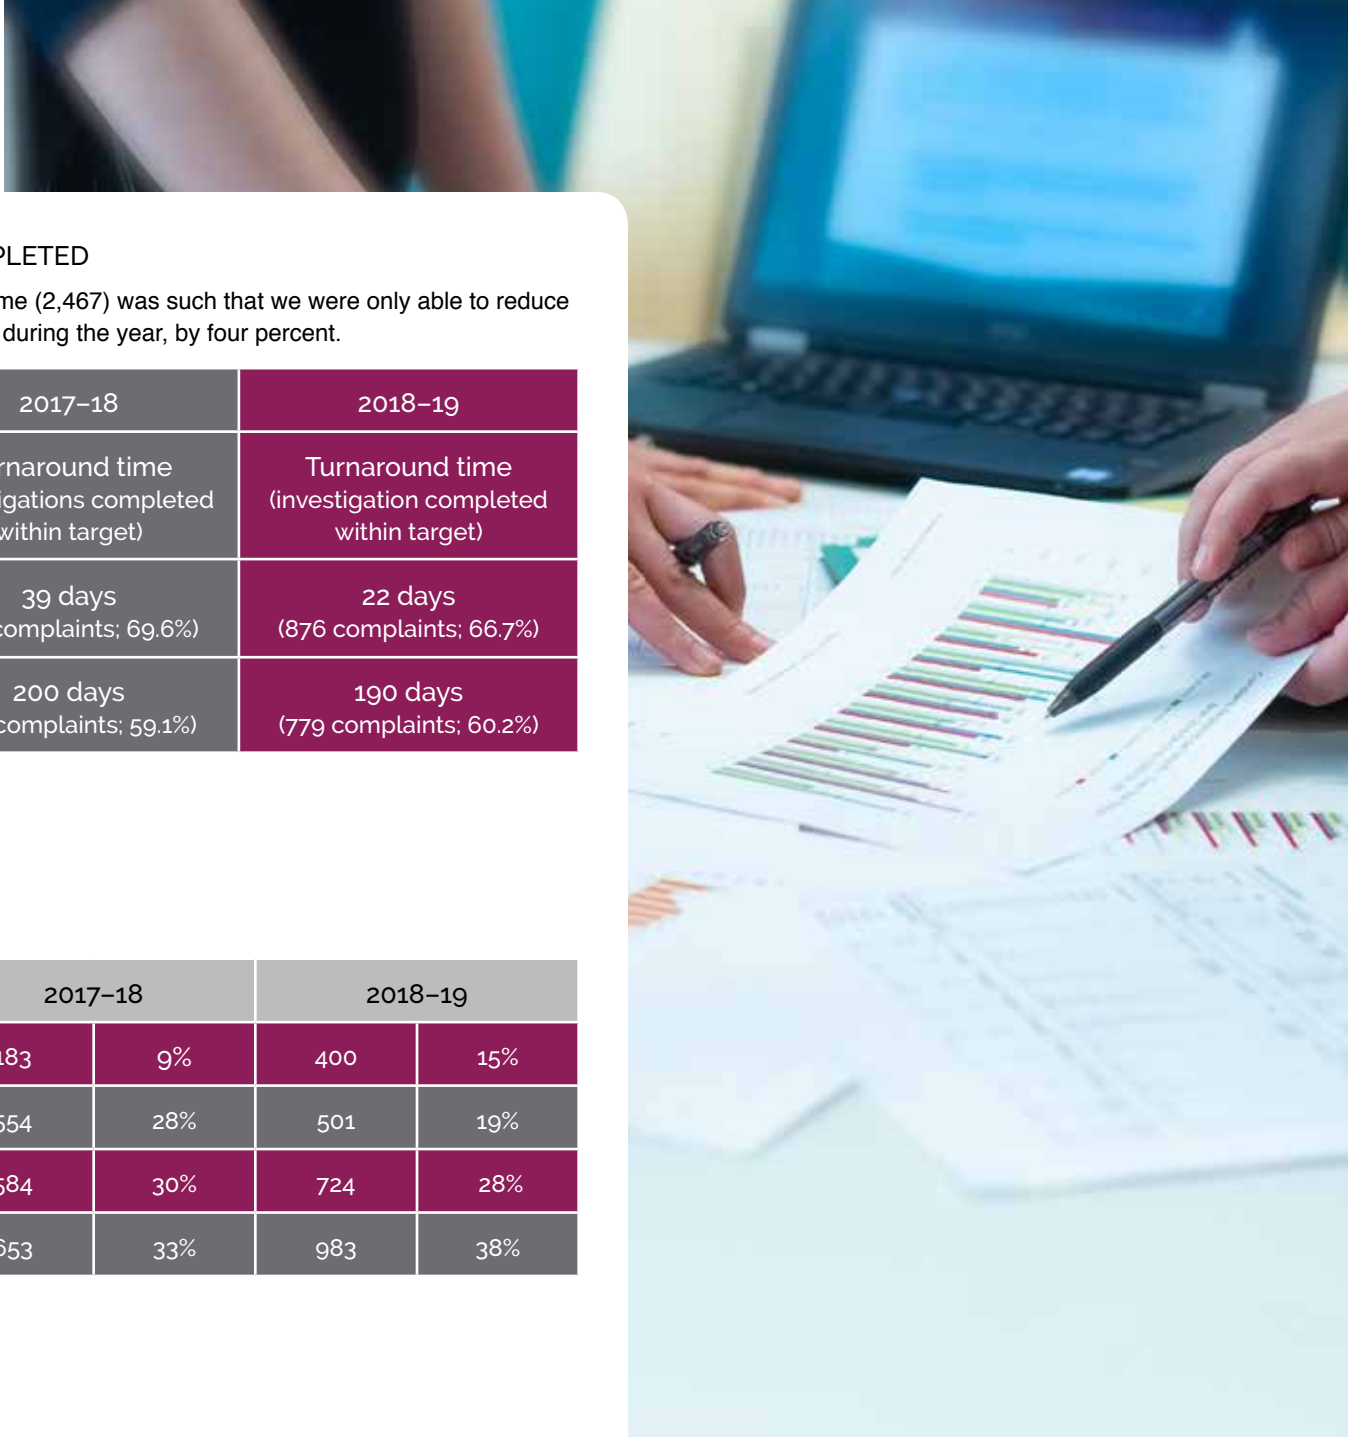 PLETED
me (2,467) was such that we were only able to reduce
during the year, by four percent.
2017–18 2018–19
rnaround time Turnaround time
igations completed (investigation completed
within target) within target)
39 days 22 days
complaints; 69.6%) (876 complaints; 66.7%)
200 days 190 days
complaints; 59.1%) (779 complaints; 60.2%)
2017–18 2018–19
183 9% 400 15%
554 28% 501 19%
584 30% 724 28%
653 33% 983 38%